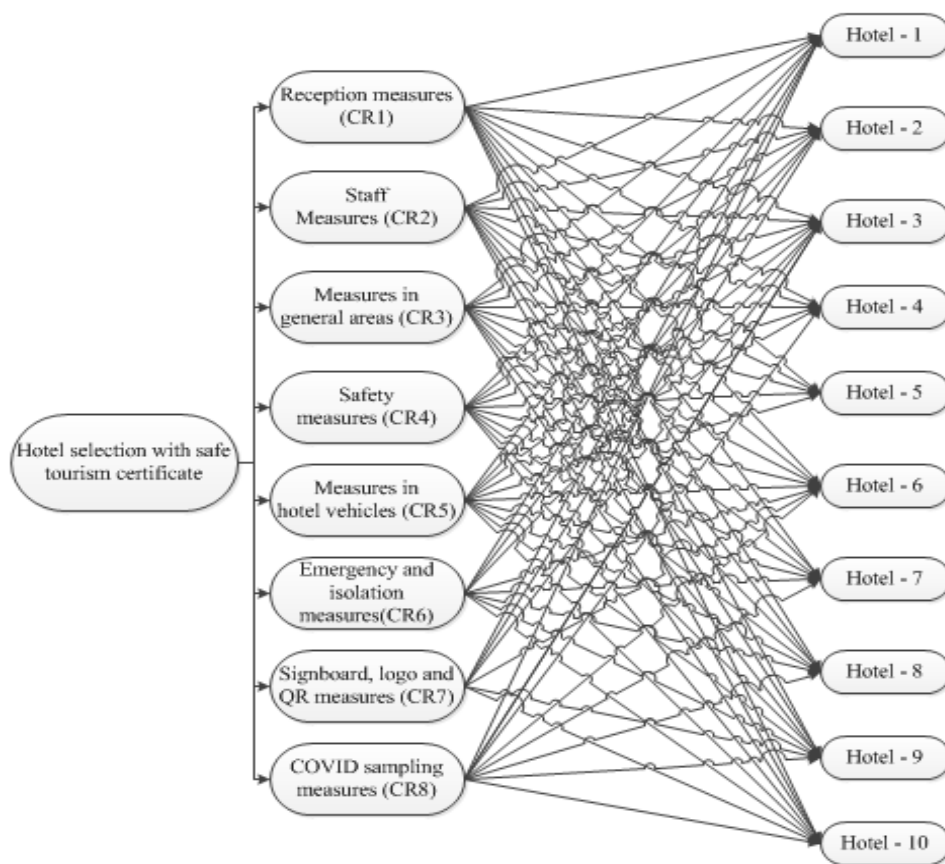 Hotel selection with safe
tourism certificate
Reception measures
(CR1)
Staff
Measures (CR2)
Measures in
general areas (CR3)
Safety
measures (CR4)
Measures in
hotel vehicles (CR5)
Emergency and
isolation
measures(CR6)
Signboard, logo and
QR measures (CR7)
COVID sampling
measures (CR8)
Hotel - 1
Hotel - 2
Hotel - 3
Hotel - 4
Hotel - 5
Hotel - 6
Hotel - 7
Hotel - 8
Hotel - 9
Hotel - 10